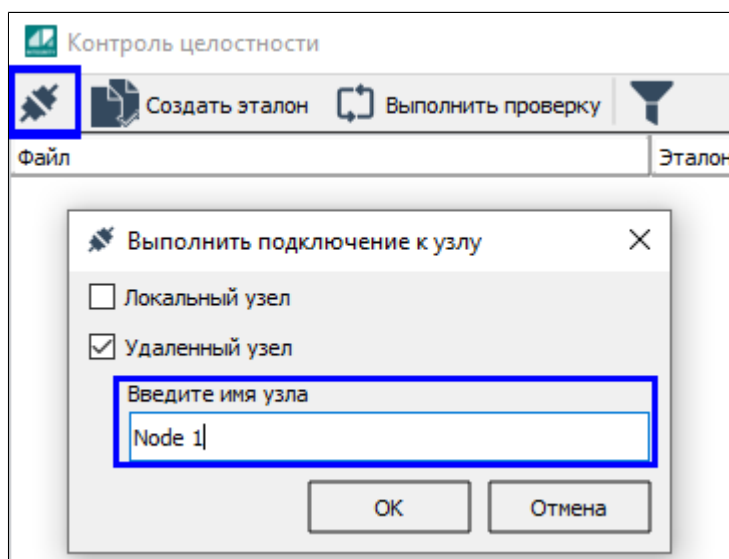 Контроль целостности
Создать эталон Выполнить проверку
Файл Эталон
Выполнить подключение к узлу
Локальный узел
Удаленный узел
Введите имя узла
Node 1
OK Отмена